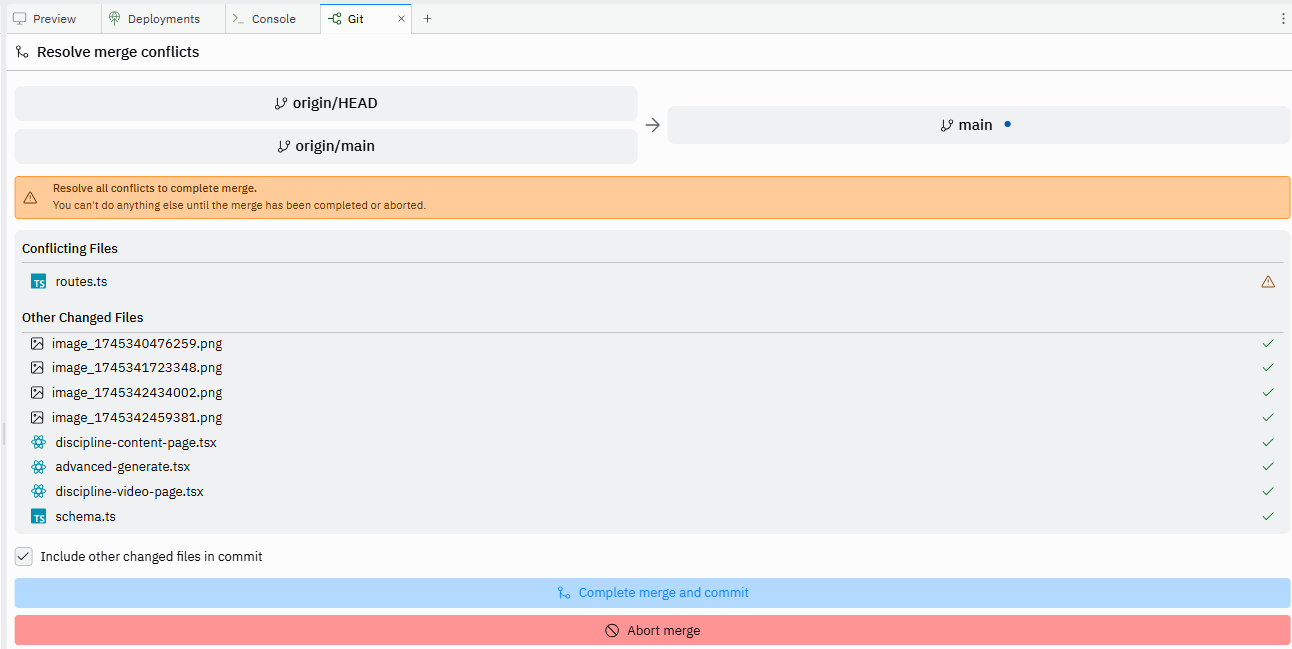 Preview
Deployments
Console
Git
Resolve merge conflicts
origin/HEAD
origin/main
main
Resolve all conflicts to complete merge.
You can't do anything else until the merge has been completed or aborted.
Conflicting Files
TS routes.ts
Other Changed Files
image_1745340476259.png
image_1745341723348.png
image_1745342434002.png
image_1745342459381.png
discipline-content-page.tsx
advanced-generate.tsx
discipline-video-page.tsx
TS schema.ts
Include other changed files in commit
Complete merge and commit
Abort merge